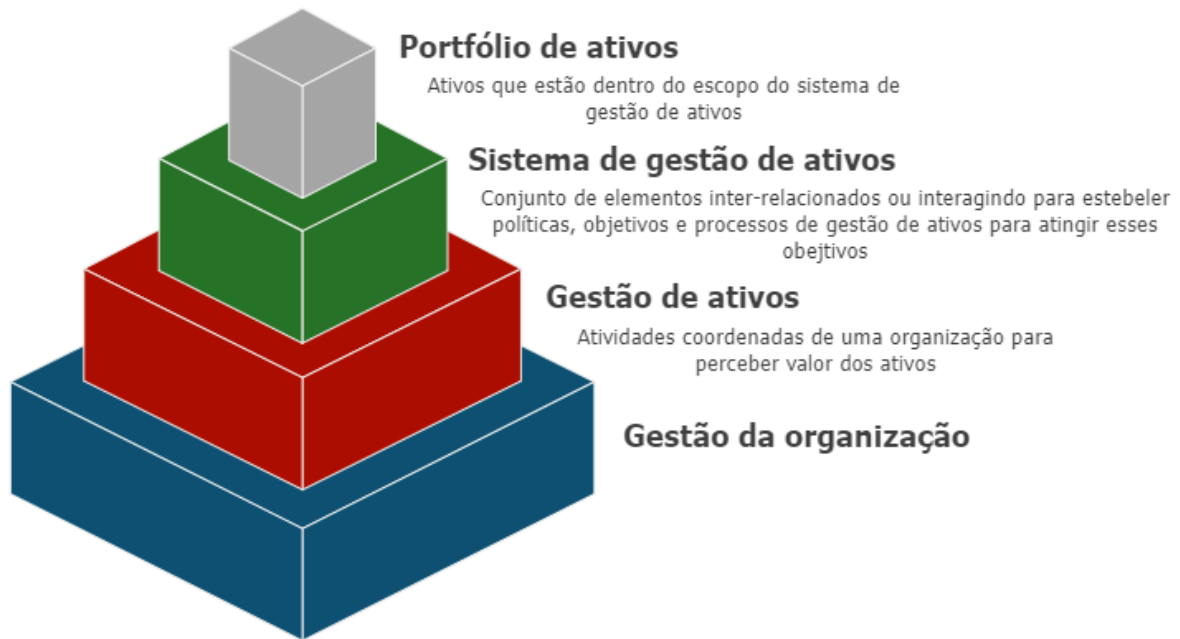 Portfólio de ativos
Ativos que estão dentro do escopo do sistema de
gestão de ativos
Sistema de gestão de ativos
Conjunto de elementos inter-relacionados ou interagindo para estebeler
políticas, objetivos e processos de gestão de ativos para atingir esses
obejtivos
Gestão de ativos
Atividades coordenadas de uma organização para
perceber valor dos ativos
Gestão da organização